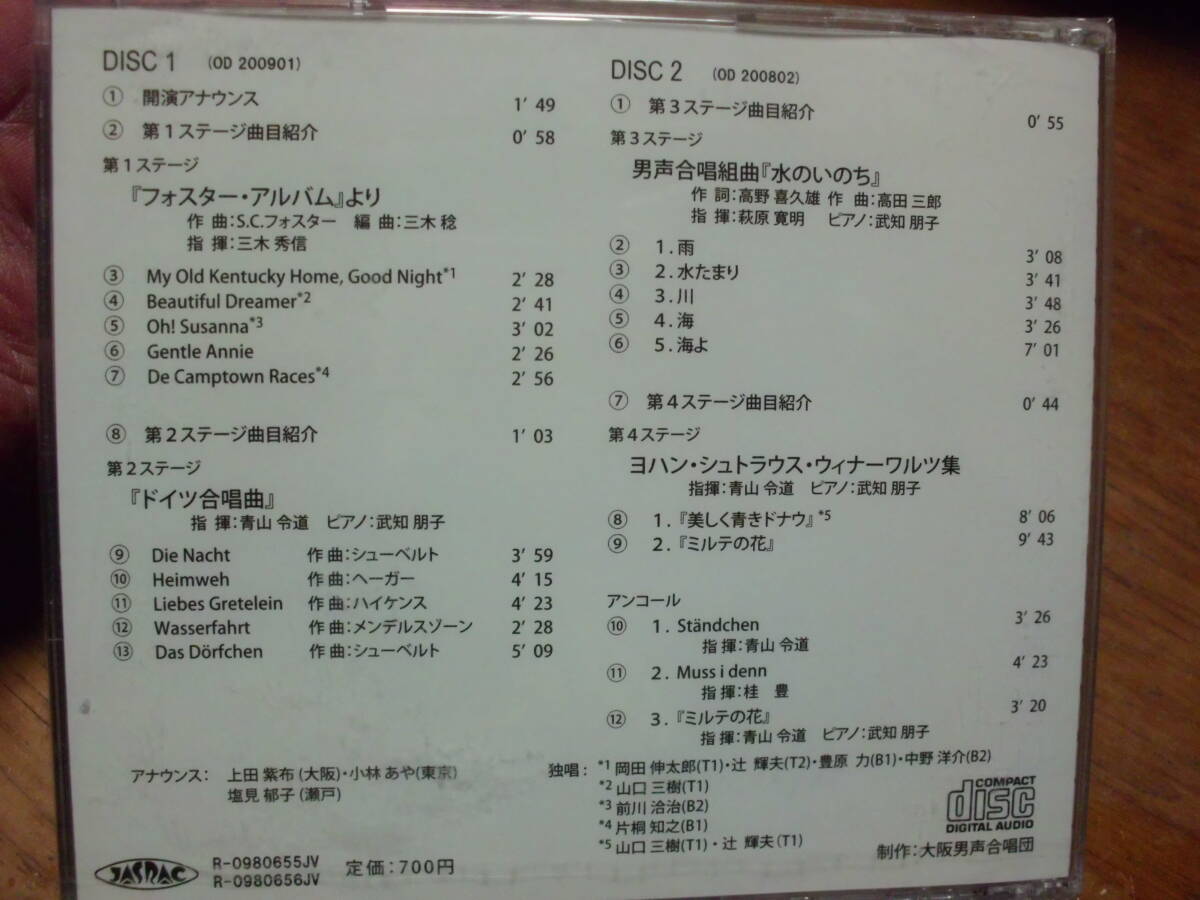 DISC 1 (OD 200901)
① 開演アナウンス 1' 49
② 第1ステージ曲目紹介 0' 58
第1ステージ
『フォスター・アルバム』より
作 曲:S.C.フォスター 編 曲:三木 稔
指 揮:三木 秀信
③ My Old Kentucky Home, Good Night*1 2' 28
④ Beautiful Dreamer*2 2' 41
⑤ Oh! Susanna*3 3' 02
⑥ Gentle Annie 2' 26
⑦ De Camptown Races*4 2' 56
⑧ 第2ステージ曲目紹介 1' 03
第2ステージ
『ドイツ合唱曲』
指 揮:青山 令道 ピアノ:武知 朋子
⑨ Die Nacht 作 曲:シューベルト 3' 59
⑩ Heimweh 作 曲:ヘーガー 4' 15
⑪ Liebes Gretelein 作 曲:ハイケンス 4' 23
⑫ Wasserfahrt 作 曲:メンデルスゾーン 2' 28
⑬ Das Dörfchen 作 曲:シューベルト 5' 09
DISC 2 (OD 200802)
① 第3ステージ曲目紹介 0' 55
第3ステージ
男声合唱組曲『水のいのち』
作 詞:高野 喜久雄 作 曲:高田 三郎
指 揮:萩原 寛明 ピアノ:武知 朋子
② 1.雨 3' 08
③ 2.水たまり 3' 41
④ 3.川 3' 48
⑤ 4.海 3' 26
⑥ 5.海よ 7' 01
⑦ 第4ステージ曲目紹介 0' 44
第4ステージ
ヨハン・シュトラウス・ウィナーワルツ集
指揮:青山 令道 ピアノ:武知 朋子
⑧ 1.『美しく青きドナウ』*5 8' 06
⑨ 2.『ミルテの花』 9' 43
アンコール
⑩ 1. Ständchen 3' 26
指 揮:青山 令道
⑪ 2. Muss i denn 4' 23
指 揮:桂 豊
⑫ 3.『ミルテの花』 3' 20
指 揮:青山 令道 ピアノ:武知 朋子
アナウンス: 上田 紫布(大阪)・小林 あや(東京)
塩見 郁子(瀬戸)
独唱: *1 岡田 伸太郎(T1)・辻 輝夫(T2)・豊原 力(B1)・中野 洋介(B2)
*2 山口 三樹(T1)
*3 前川 治治(B2)
*4 片桐 知之(B1)
*5 山口 三樹(T1)・辻 輝夫(T1)
COMPACT
disc
DIGITAL AUDIO
制作:大阪男声合唱団
JASRAC
R-0980655JV
R-0980656JV
定価:700円